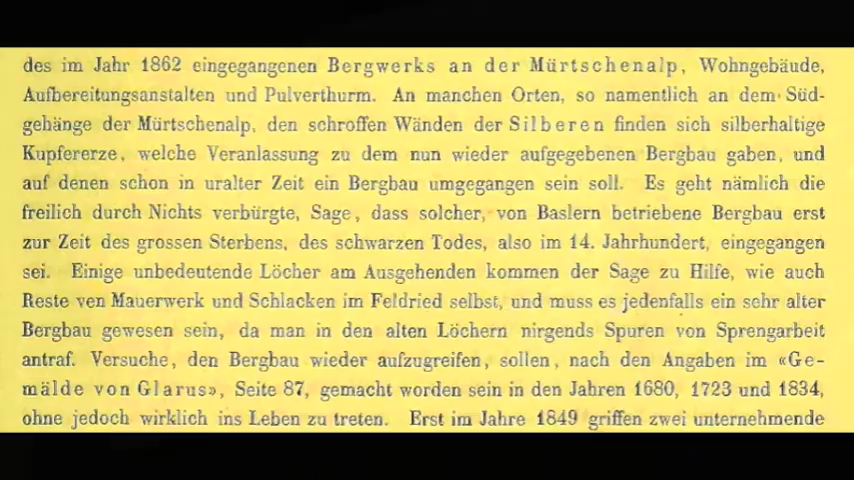 des im Jahr 1862 eingegangenen Bergwerks an der Mürtschenalp, Wohngebäude,
Aufbereitungsanstalten und Pulverthurm. An manchen Orten, so namentlich an dem Süd-
gehänge der Mürtschenalp, den schroffen Wänden der Silberen finden sich silberhaltige
Kupfererze, welche Veranlassung zu dem nun wieder aufgegebenen Bergbau gaben, und
auf denen schon in uralter Zeit ein Bergbau umgegangen sein soll. Es geht nämlich die
freilich durch Nichts verbürgte, Sage, dass solcher, von Baslern betriebene Bergbau erst
zur Zeit des grossen Sterbens, des schwarzen Todes, also im 14. Jahrhundert, eingegangen
sei. Einige unbedeutende Löcher am Ausgehenden kommen der Sage zu Hilfe, wie auch
Reste ven Mauerwerk und Schlacken im Feldried selbst, und muss es jedenfalls ein sehr alter
Bergbau gewesen sein, da man in den alten Löchern nirgends Spuren von Sprengarbeit
antraf. Versuche, den Bergbau wieder aufzugreifen, sollen, nach den Angaben im «Ge-
mälde von Glarus», Seite 87, gemacht worden sein in den Jahren 1680, 1723 und 1834,
ohne jedoch wirklich ins Leben zu treten. Erst im Jahre 1849 griffen zwei unternehmende